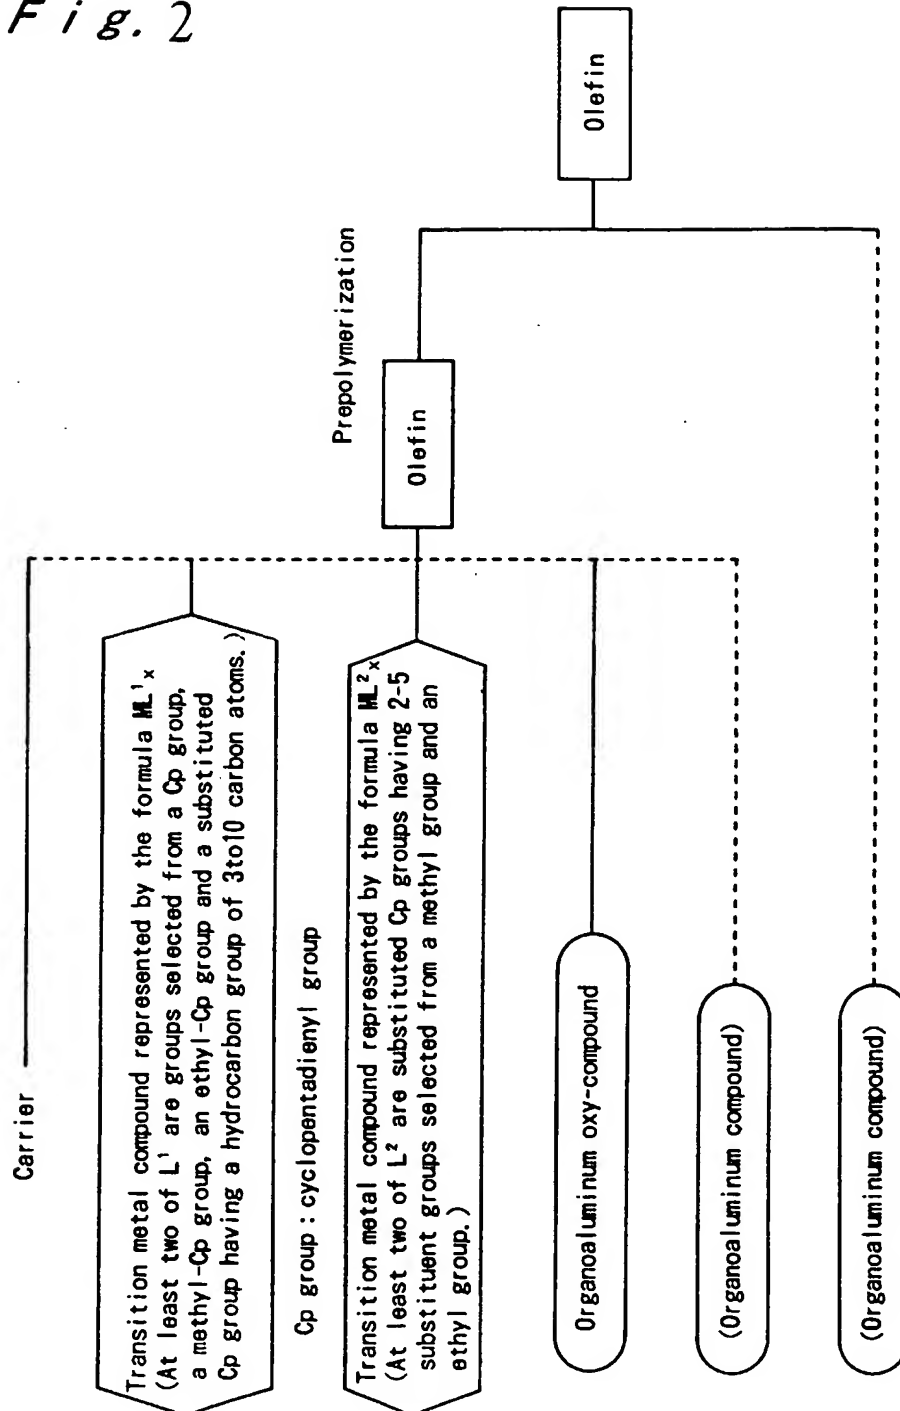 Fig. 2
Carrier
Transition metal compound represented by the formula ML¹x
(At least two of L¹ are groups selected from a Cp group,
a methyl-Cp group, an ethyl-Cp group and a substituted
Cp group having a hydrocarbon group of 3to10 carbon atoms.)
Cp group:cyclopentadienyl group
Transition metal compound represented by the formula ML²x
(At least two of L² are substituted Cp groups having 2-5
substituent groups selected from a methyl group and an
ethyl group.)
Organoaluminum oxy-compound
(Organoaluminum compound)
(Organoaluminum compound)
Prepolymerization
Olefin
Olefin